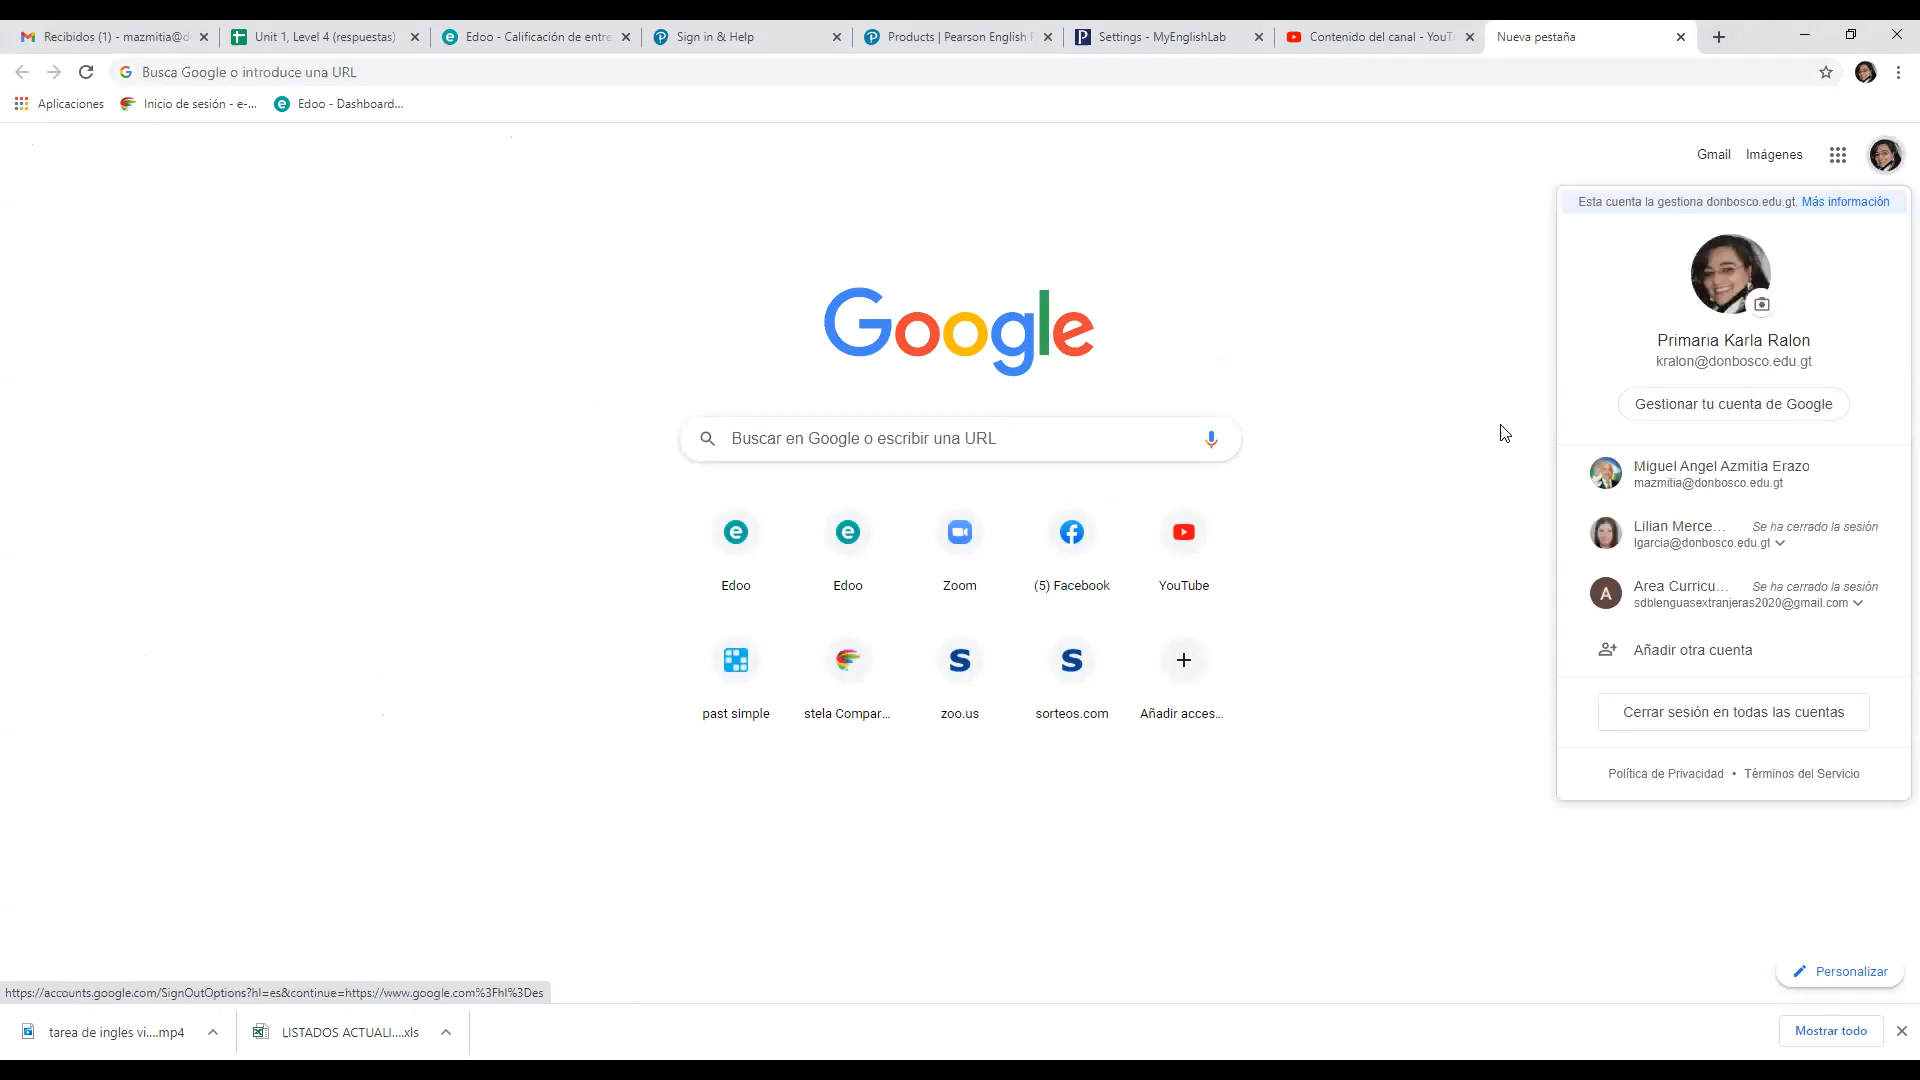 Recibidos (1) - mazmitia@d
Unit 1, Level 4 (respuestas)
Edoo - Calificación de entre
Sign in & Help
Products | Pearson English
Settings - MyEnglishLab
Contenido del canal - YouT
Nueva pestaña
Busca Google o introduce una URL
Aplicaciones
Inicio de sesión - e-...
Edoo - Dashboard...
Gmail
Imágenes
Esta cuenta la gestiona donbosco.edu.gt. Más información
Google
Primaria Karla Ralon
kralon@donbosco.edu.gt
Gestionar tu cuenta de Google
Buscar en Google o escribir una URL
Miguel Angel Azmitia Erazo
mazmitia@donbosco.edu.gt
Lilian Merce... Se ha cerrado la sesión
lgarcia@donbosco.edu.gt
Area Curricu... Se ha cerrado la sesión
A
sdblenguasextranjeras2020@gmail.com
Añadir otra cuenta
Cerrar sesión en todas las cuentas
Política de Privacidad • Términos del Servicio
Edoo
Edoo
Zoom
(5) Facebook
YouTube
S
S
past simple
stela Compar...
zoo.us
sorteos.com
Añadir acces...
Personalizar
https://accounts.google.com/SignOutOptions?hl=es&continue=https://www.google.com%3Fhl%3Des
tarea de ingles vi....mp4
LISTADOS ACTUALI....xls
Mostrar todo